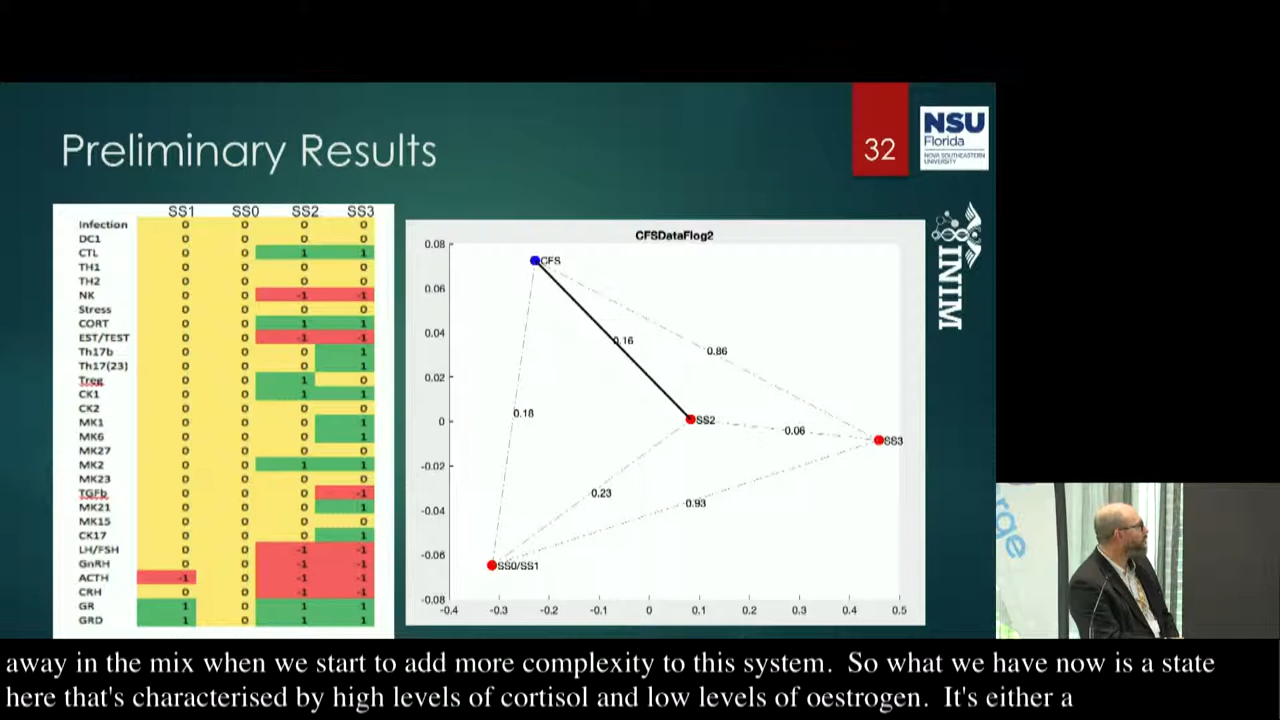 Preliminary Results
32
NSU
Florida
NOVA SOUTHEASTERN
UNIVERSITY
INIM
SS1 SS0 SS2 SS3
Infection 0 0 0 0
DC1 0 0 0 0
CTL 0 0 1 1
TH1 0 0 0 0
TH2 0 0 0 0
NK 0 0 -1 -1
Stress 0 0 0 0
CORT 0 0 1 1
EST/TEST 0 0 -1 -1
Th17b 0 0 0 1
Th17(23) 0 0 0 1
Treg 0 0 1 0
CK1 0 0 1 1
CK2 0 0 0 0
MK1 0 0 0 1
MK6 0 0 0 1
MK27 0 0 0 0
MK2 0 0 1 1
MK23 0 0 0 0
TGFb 0 0 0 -1
MK21 0 0 0 1
MK15 0 0 0 0
CK17 0 0 0 1
LH/FSH 0 0 -1 -1
GnRH 0 0 -1 -1
ACTH -1 0 -1 -1
CRH 0 0 -1 -1
GR 1 0 1 1
GRD 1 0 1 1
CFSDataFlog2
0.08
0.06
0.04
0.02
0
-0.02
-0.04
-0.06
-0.08
-0.4 -0.3 -0.2 -0.1 0 0.1 0.2 0.3 0.4 0.5
CFS
0.16
0.86
0.18
SS2
0.06
SS3
0.23
0.93
SS0/SS1
rge
away in the mix when we start to add more complexity to this system. So what we have now is a state
here that's characterised by high levels of cortisol and low levels of oestrogen. It's either a